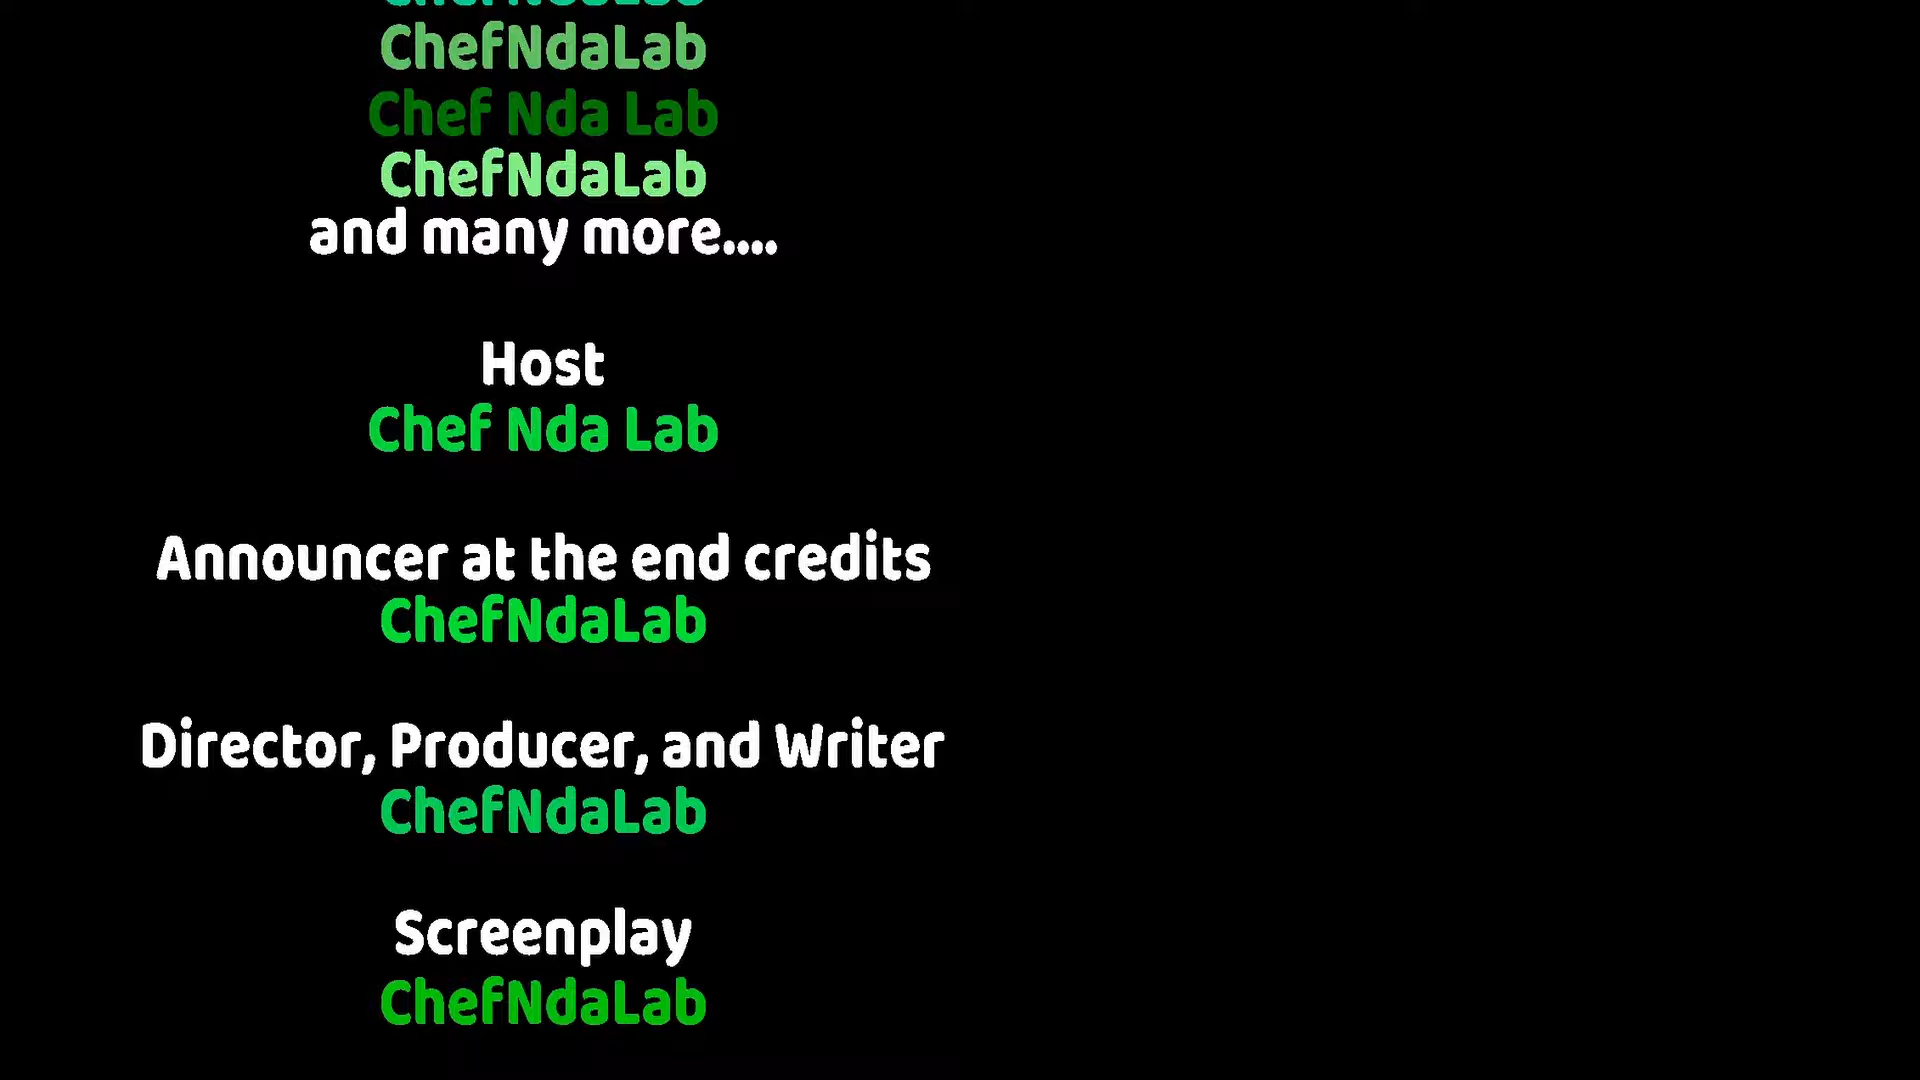 ChefNdaLab
ChefNdaLab
Chef Nda Lab
ChefNdaLab
and many more....
Host
Chef Nda Lab
Announcer at the end credits
ChefNdaLab
Director, Producer, and Writer
ChefNdaLab
Screenplay
ChefNdaLab